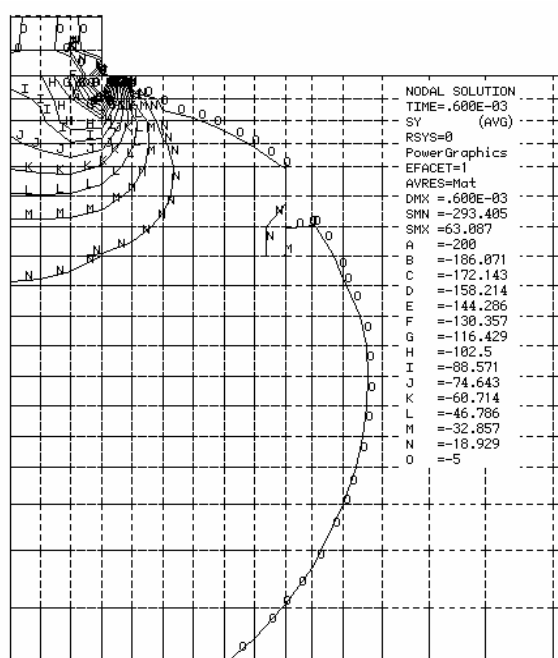 NODAL SOLUTION
TIME=.600E-03
SY (AVG)
RSYS=0
PowerGraphics
EFACET=1
AVRES=Mat
DMX =.600E-03
SMN =-293.405
SMX =63.087
A =-200
B =-186.071
C =-172.143
D =-158.214
E =-144.286
F =-130.357
G =-116.429
H =-102.5
I =-88.571
J =-74.643
K =-60.714
L =-46.786
M =-32.857
N =-18.929
O =-5